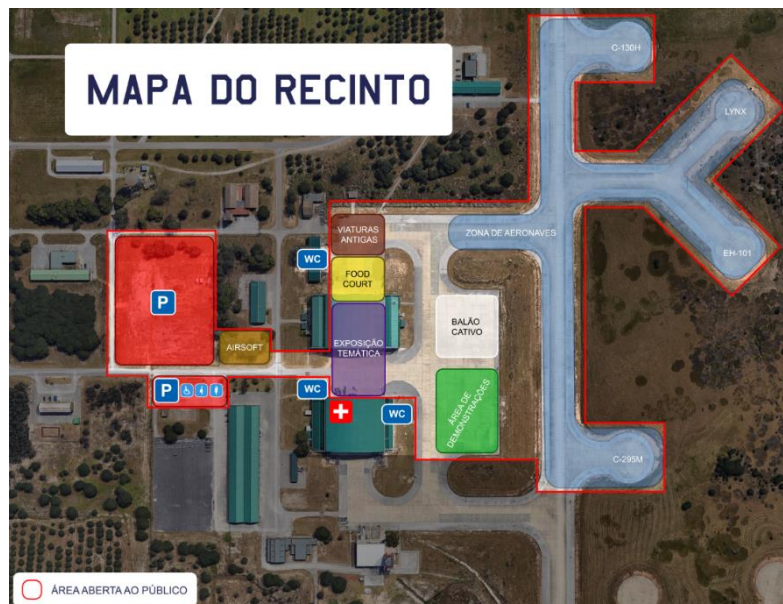 MAPA DO RECINTO
C-130H
LYNX
VIATURAS
ANTIGAS
ZONA DE AERONAVES
WC
EH-101
FOOD
COURT
P
BALÃO
CATIVO
AIRSOFT
EXPOSIÇÃO
TEMÁTICA
P
WC
WC
ÁREA DE
DEMONSTRAÇÕES
C-295M
ÁREA ABERTA AO PÚBLICO